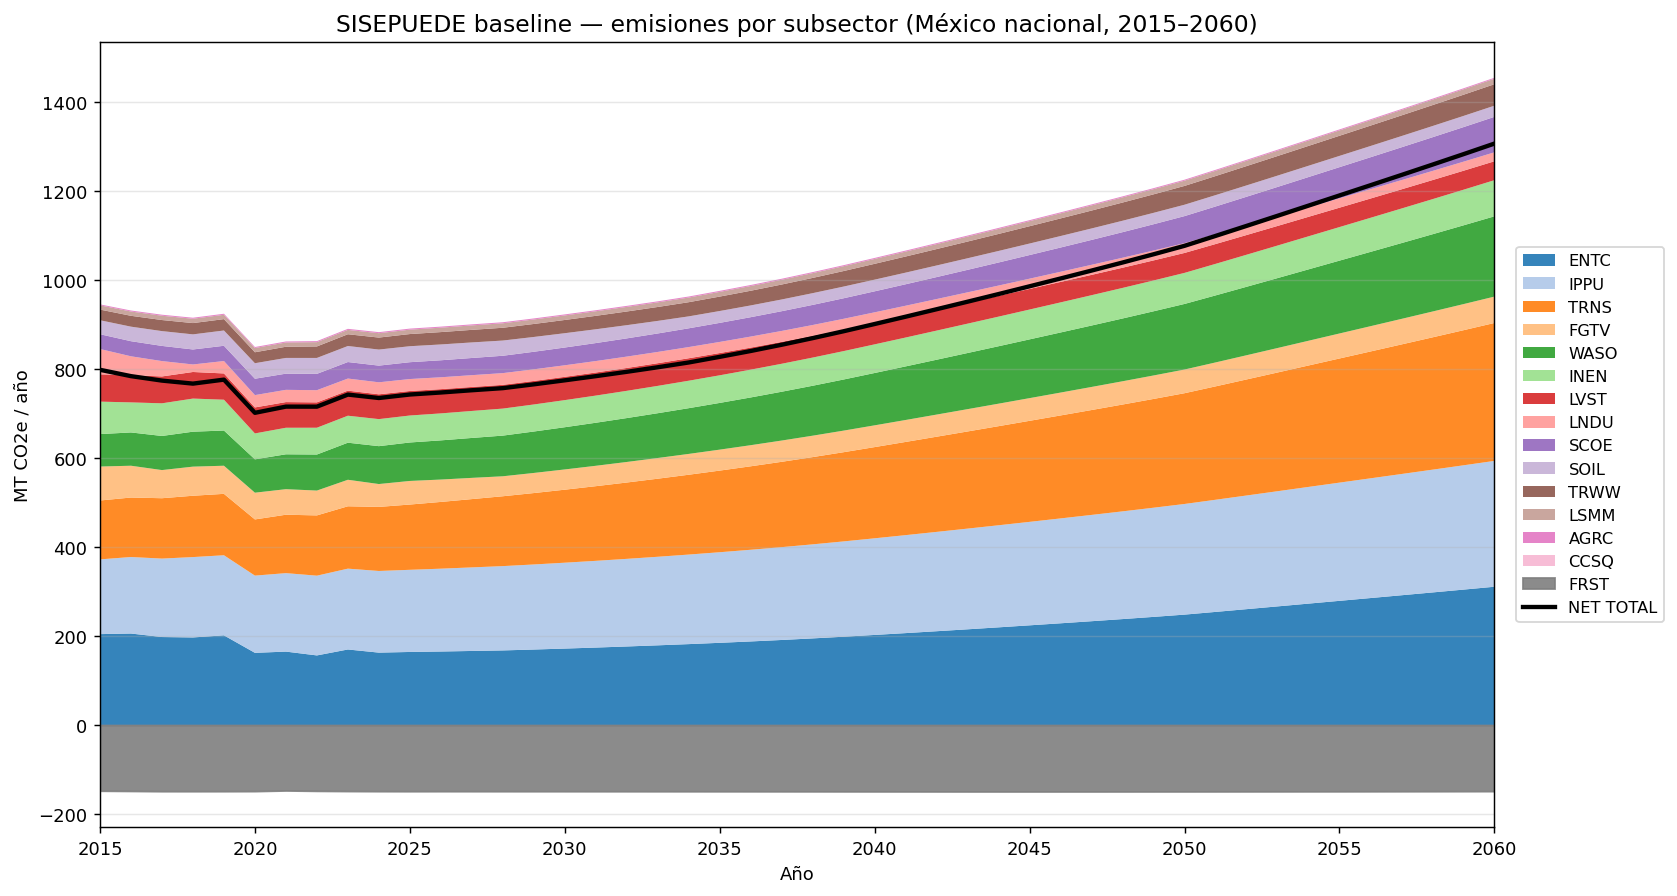 SISEPUEDE baseline — emisiones por subsector (México nacional, 2015–2060)
MT CO2e / año
1400
1200
1000
800
600
400
200
0
−200
2015
2020
2025
2030
2035
2040
2045
2050
2055
2060
Año
ENTC
IPPU
TRNS
FGTV
WASO
INEN
LVST
LNDU
SCOE
SOIL
TRWW
LSMM
AGRC
CCSQ
FRST
NET TOTAL